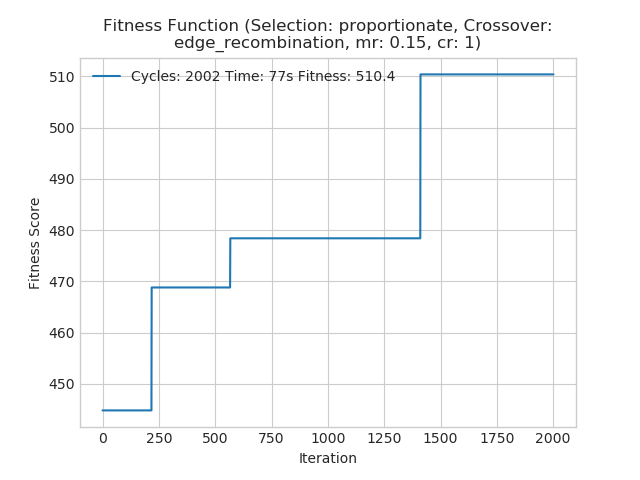 Fitness Function (Selection: proportionate, Crossover:
edge_recombination, mr: 0.15, cr: 1)
Cycles: 2002 Time: 77s Fitness: 510.4
Fitness Score
510
500
490
480
470
460
450
0 250 500 750 1000 1250 1500 1750 2000
Iteration